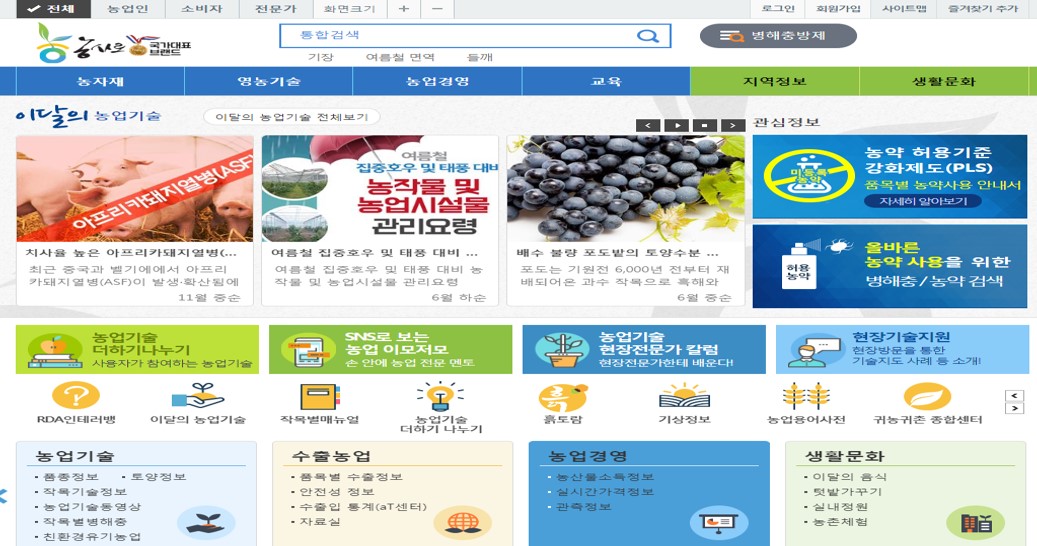 전체
농업인
소비자
전문가
화면크기
로그인
회원가입
사이트맵
즐겨찾기 추가
농사로
국가대표
브랜드
통합검색
병해충방제
기장
여름철 면역
들깨
농자재
영농기술
농업경영
교육
지역정보
생활문화
이달의 농업기술
이달의 농업기술 전체보기
관심정보
아프리카돼지열병(ASF)
치사율 높은 아프리카돼지열병(...
최근 중국과 벨기에에서 아프리
카돼지열병(ASF)이 발생·확산됨에
11월 중순
여름철
집중호우 및 태풍 대비
농작물 및
농업시설물
관리요령
여름철 집중호우 및 태풍 대비 ...
여름철 집중호우 및 태풍 대비 농
작물 및 농업시설물 관리요령
6월 하순
배수 불량 포도밭의 토양수분 ...
포도는 기원전 6,000년 전부터 재
배되어온 과수 작목으로 흑해와
6월 중순
미등록
농약
농약 허용기준
강화제도(PLS)
품목별 농약사용 안내서
자세히 알아보기
허용
농약
올바른
농약 사용을 위한
병해충/농약 검색
농업기술
더하기나누기
사용자가 참여하는 농업기술
SNS로 보는
농업 이모저모
손 안에 농업 전문 멘토
농업기술
현장전문가 칼럼
현장전문가한테 배운다!
현장기술지원
현장방문을 통한
기술지도 사례 등 소개!
RDA인테러뱅
이달의 농업기술
작목별매뉴얼
농업기술
더하기 나누기
흙토람
기상정보
농업용어사전
귀농귀촌 종합센터
농업기술
품종정보
토양정보
작목기술정보
농업기술동영상
작목별병해충
친환경유기농업
수출농업
품목별 수출정보
안전성 정보
수출입 통계(aT센터)
자료실
농업경영
농산물소득정보
실시간가격정보
관측정보
생활문화
이달의 음식
텃밭가꾸기
실내정원
농촌체험